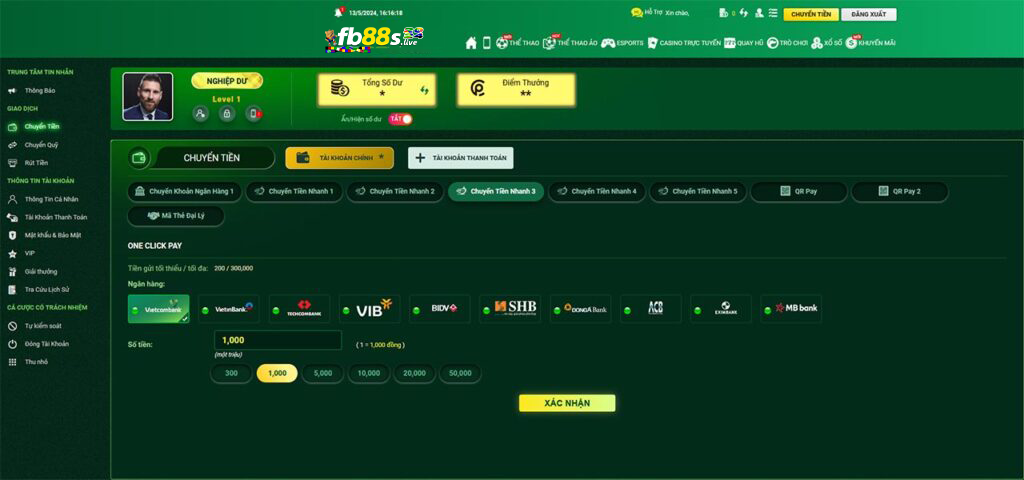 13/5/2024, 16:16:18
Hỗ Trợ Xin chào,
0
CHUYỂN TIỀN
ĐĂNG XUẤT
fb88s.live
THỂ THAO
THỂ THAO ẢO
ESPORTS
CASINO TRỰC TUYẾN
QUAY HŨ
TRÒ CHƠI
XỔ SỐ
KHUYẾN MÃI
TRUNG TÂM TIN NHẮN
Thông Báo
GIAO DỊCH
Chuyển Tiền
Chuyển Quỹ
Rút Tiền
THÔNG TIN TÀI KHOẢN
Thông Tin Cá Nhân
Tài Khoản Thanh Toán
Mật khẩu & Bảo Mật
VIP
Giải thưởng
Tra Cứu Lịch Sử
CÁ CƯỢC CÓ TRÁCH NHIỆM
Tự kiểm soát
Đóng Tài Khoản
Thu nhỏ
NGHIỆP DƯ
Level 1
Tổng Số Dư
*
Điểm Thưởng
**
Ẩn/Hiện số dư
TẮT
CHUYỂN TIỀN
TÀI KHOẢN CHÍNH *
TÀI KHOẢN THANH TOÁN
Chuyển Khoản Ngân Hàng 1
Chuyển Tiền Nhanh 1
Chuyển Tiền Nhanh 2
Chuyển Tiền Nhanh 3
Chuyển Tiền Nhanh 4
Chuyển Tiền Nhanh 5
QR Pay
QR Pay 2
Mã Thẻ Đại Lý
ONE CLICK PAY
Tiền gửi tối thiểu / tối đa: 200 / 300,000
Ngân hàng:
Vietcombank
VietinBank
TECHCOMBANK
VIB
BIDV
SHB
DONGA Bank
ACB
EXIMBANK
MB bank
Số tiền:
1,000
( 1 = 1,000 đồng )
(một triệu)
300
1,000
5,000
10,000
20,000
50,000
XÁC NHẬN